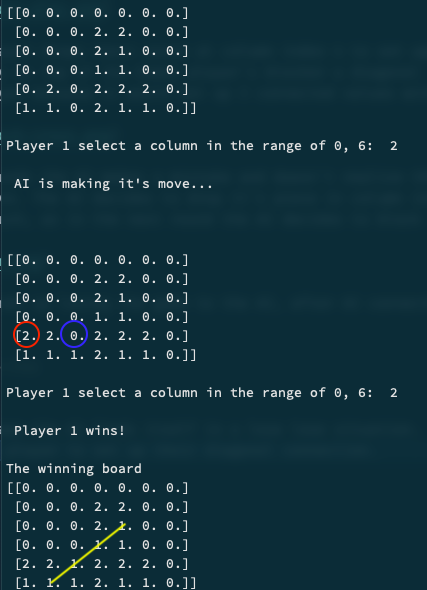 [[0. 0. 0. 0. 0. 0. 0.]
[0. 0. 0. 2. 2. 0. 0.]
[0. 0. 0. 2. 1. 0. 0.]
[0. 0. 0. 1. 1. 0. 0.]
[0. 2. 0. 2. 2. 2. 0.]
[1. 1. 0. 2. 1. 1. 0.]]
Player 1 select a column in the range of 0, 6:  2
AI is making it's move...
[[0. 0. 0. 0. 0. 0. 0.]
[0. 0. 0. 2. 2. 0. 0.]
[0. 0. 0. 2. 1. 0. 0.]
[0. 0. 0. 1. 1. 0. 0.]
[2. 2. 0. 2. 2. 2. 0.]
[1. 1. 1. 2. 1. 1. 0.]]
Player 1 select a column in the range of 0, 6:  2
Player 1 wins!
The winning board
[[0. 0. 0. 0. 0. 0. 0.]
[0. 0. 0. 2. 2. 0. 0.]
[0. 0. 0. 2. 1. 0. 0.]
[0. 0. 0. 1. 1. 0. 0.]
[2. 2. 1. 2. 2. 2. 0.]
[1. 1. 1. 2. 1. 1. 0.]]